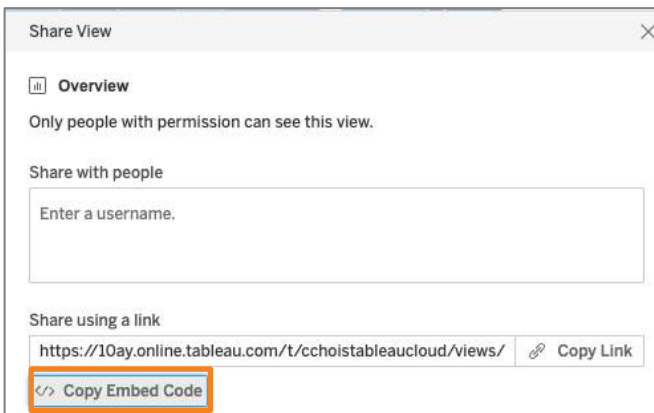 Share View
Overview
Only people with permission can see this view.
Share with people
Enter a username.
Share using a link
https://10ay.online.tableau.com/t/cchoistableaucloud/views/ Copy Link
</> Copy Embed Code